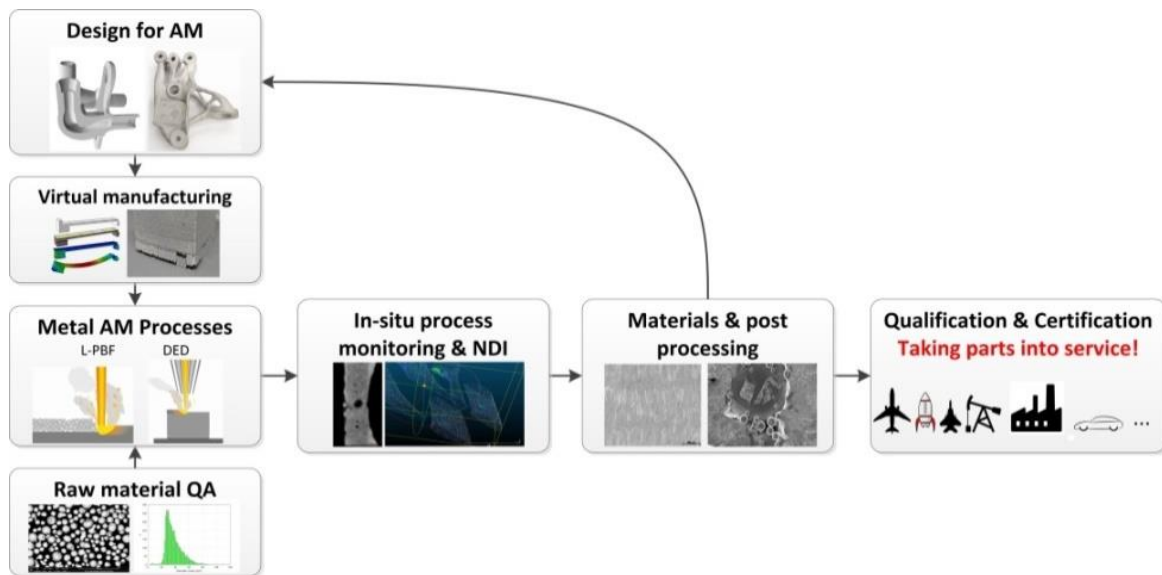 Design for AM
Virtual manufacturing
Metal AM Processes
L-PBF
DED
Raw material QA
In-situ process
monitoring & NDI
Materials & post
processing
Qualification & Certification
Taking parts into service!
...